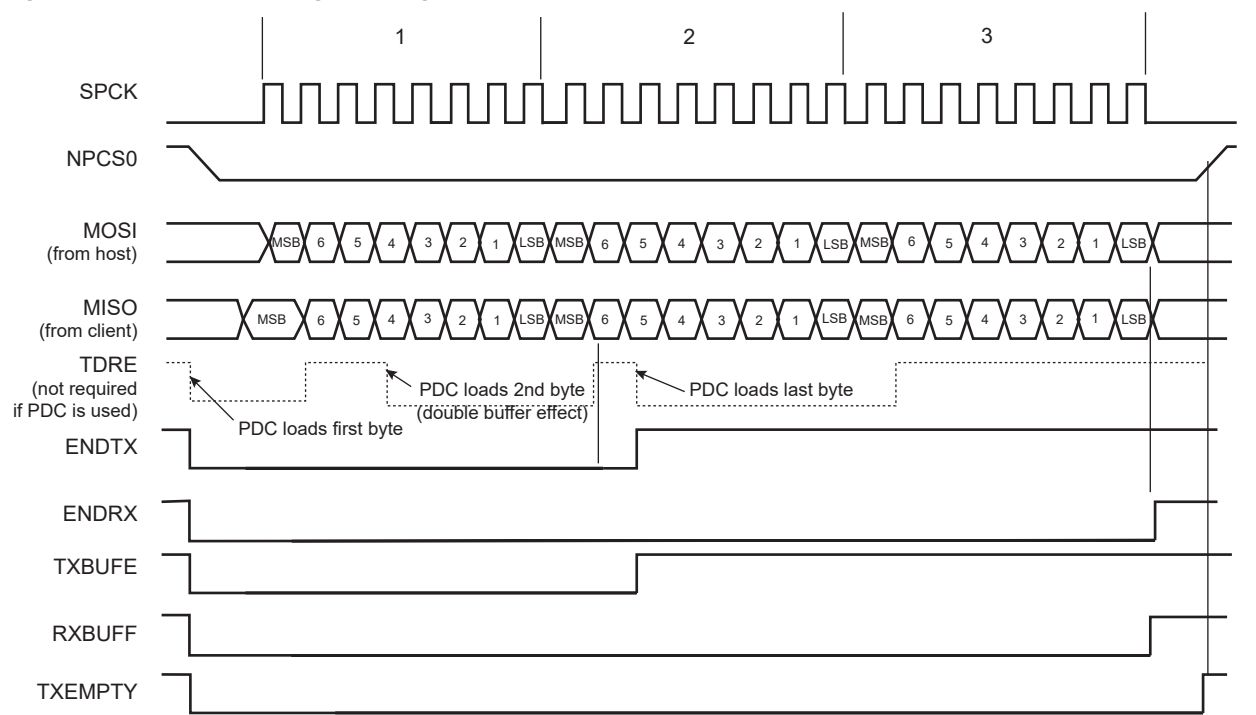 1 2 3
SPCK
NPCS0
MOSI
(from host)
MSB 6 5 4 3 2 1 LSB MSB 6 5 4 3 2 1 LSB MSB 6 5 4 3 2 1 LSB
MISO
(from client)
MSB 6 5 4 3 2 1 LSB MSB 6 5 4 3 2 1 LSB MSB 6 5 4 3 2 1 LSB
TDRE
(not required
if PDC is used)
PDC loads first byte
PDC loads 2nd byte
(double buffer effect)
PDC loads last byte
ENDTX
ENDRX
TXBUFE
RXBUFF
TXEMPTY